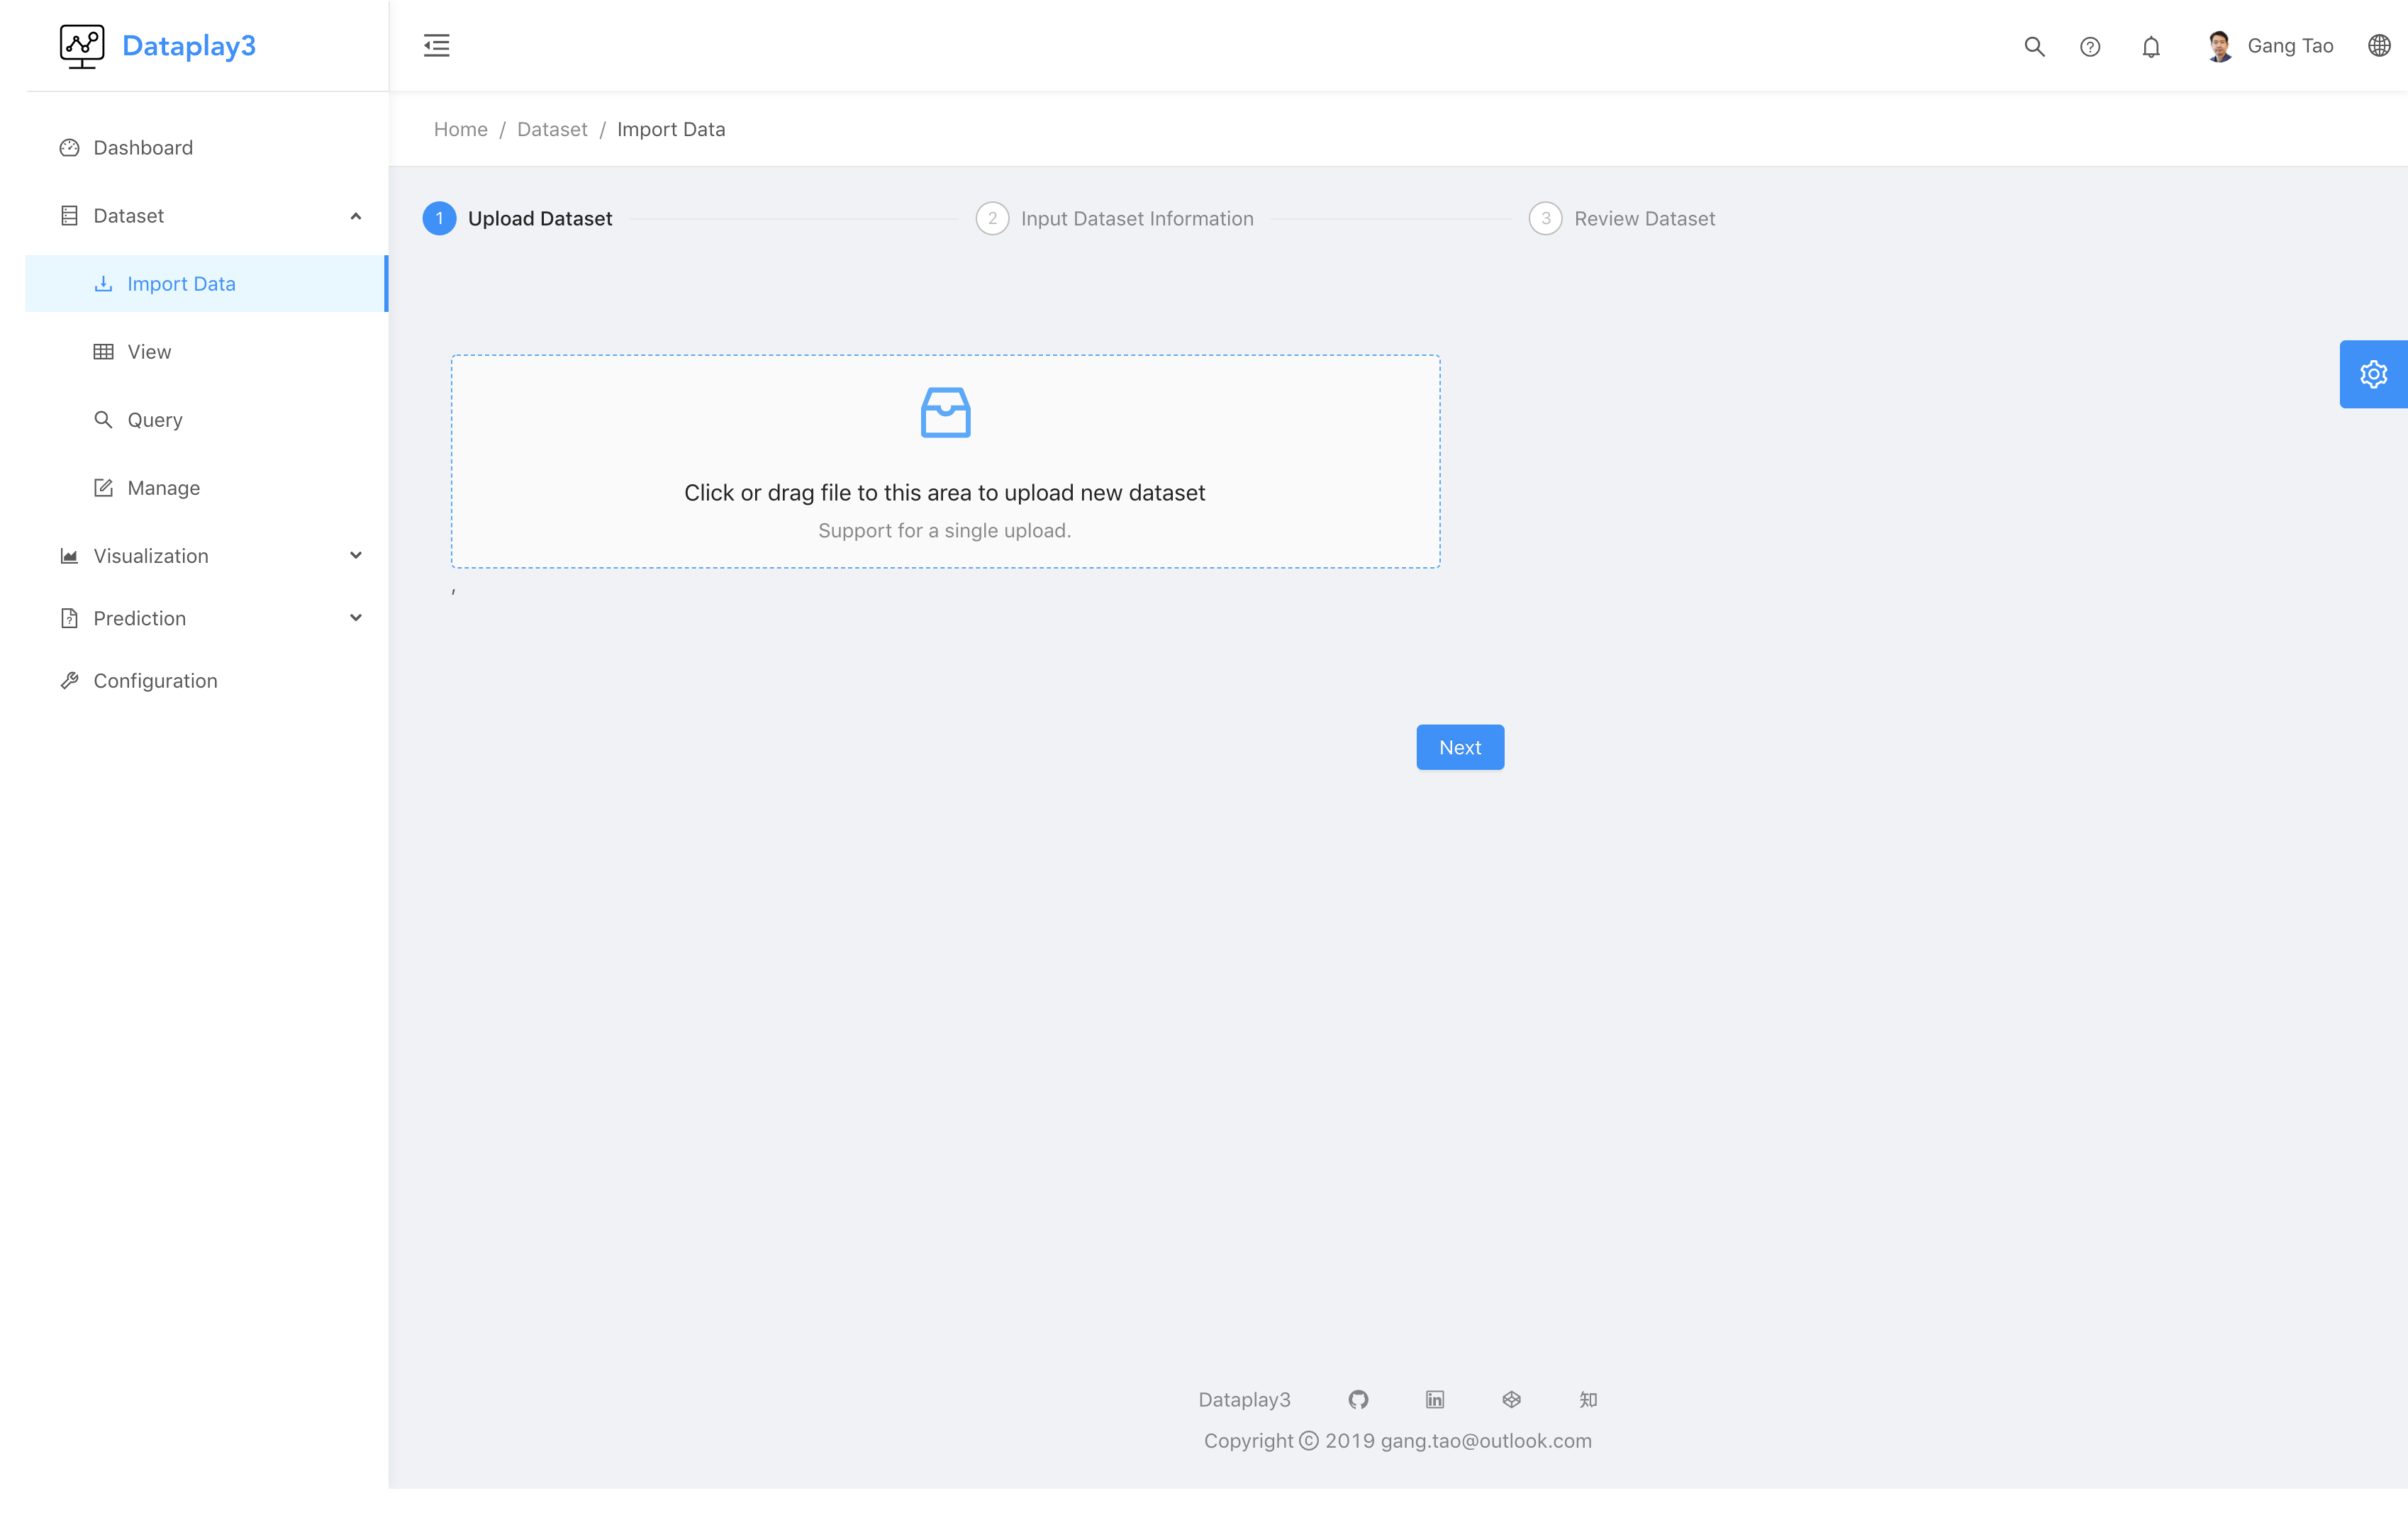 Dataplay3
Gang Tao
Home / Dataset / Import Data
Dashboard
Dataset
Import Data
View
Query
Manage
Visualization
Prediction
Configuration
1 Upload Dataset
2 Input Dataset Information
3 Review Dataset
Click or drag file to this area to upload new dataset
Support for a single upload.
,
Next
Dataplay3 in 知
Copyright © 2019 gang.tao@outlook.com